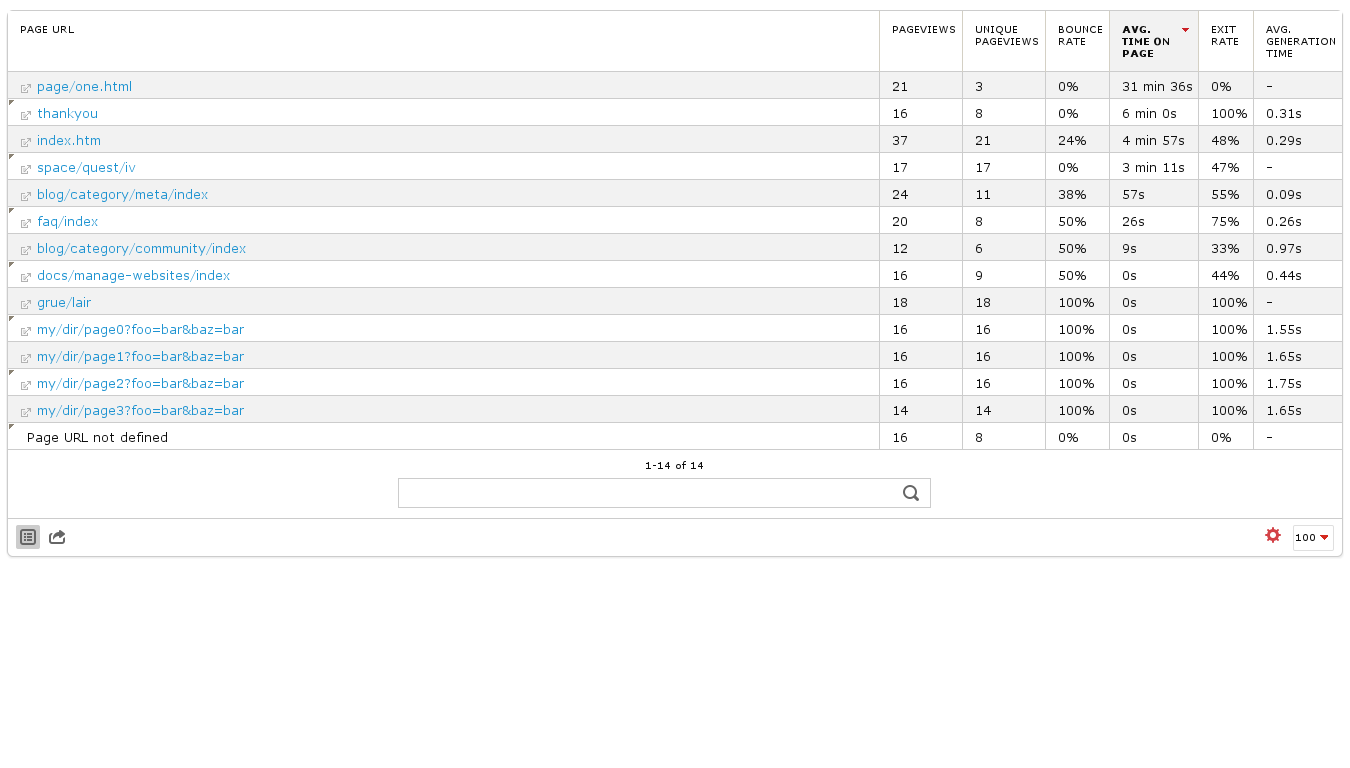 PAGE URL PAGEVIEWS UNIQUE PAGEVIEWS BOUNCE RATE AVG. TIME ON PAGE EXIT RATE AVG. GENERATION TIME
page/one.html 21 3 0% 31 min 36s 0% -
thankyou 16 8 0% 6 min 0s 100% 0.31s
index.htm 37 21 24% 4 min 57s 48% 0.29s
space/quest/iv 17 17 0% 3 min 11s 47% -
blog/category/meta/index 24 11 38% 57s 55% 0.09s
faq/index 20 8 50% 26s 75% 0.26s
blog/category/community/index 12 6 50% 9s 33% 0.97s
docs/manage-websites/index 16 9 50% 0s 44% 0.44s
grue/lair 18 18 100% 0s 100% -
my/dir/page0?foo=bar&baz=bar 16 16 100% 0s 100% 1.55s
my/dir/page1?foo=bar&baz=bar 16 16 100% 0s 100% 1.65s
my/dir/page2?foo=bar&baz=bar 16 16 100% 0s 100% 1.75s
my/dir/page3?foo=bar&baz=bar 14 14 100% 0s 100% 1.65s
Page URL not defined 16 8 0% 0s 0% -
1-14 of 14
100